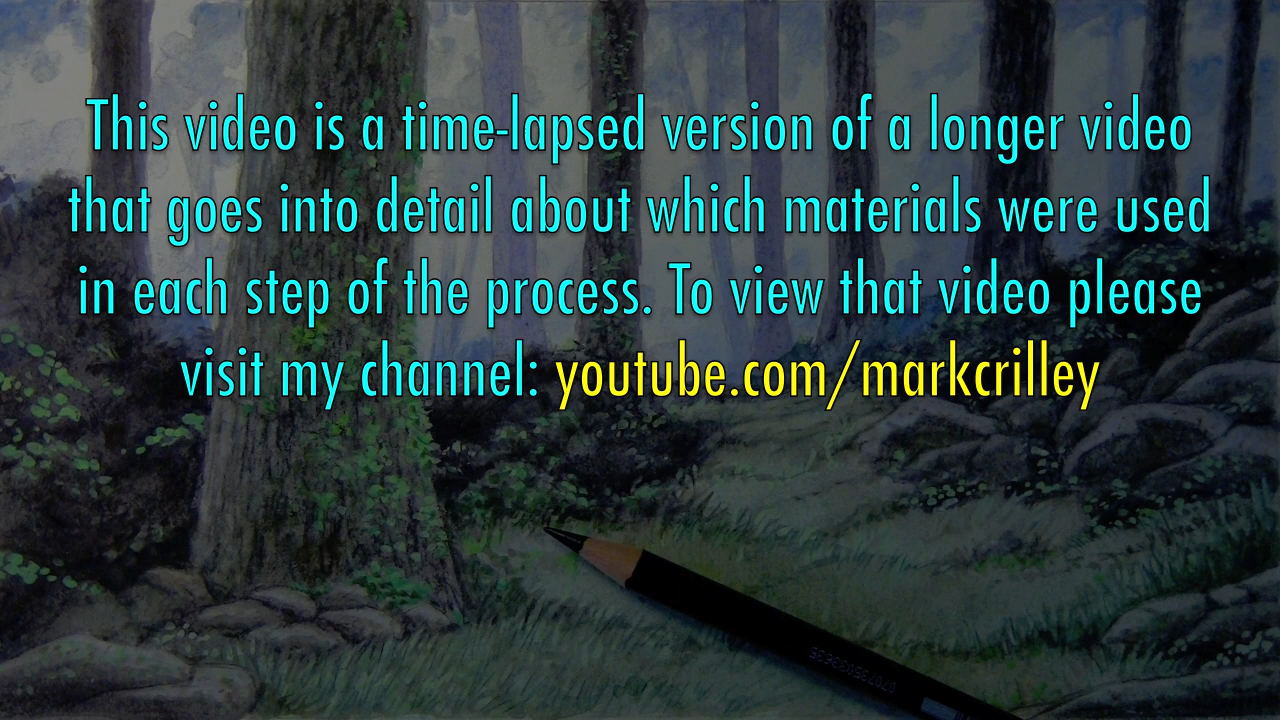 This video is a time-lapsed version of a longer video
that goes into detail about which materials were used
in each step of the process. To view that video please
visit my channel: youtube.com/markcrilley